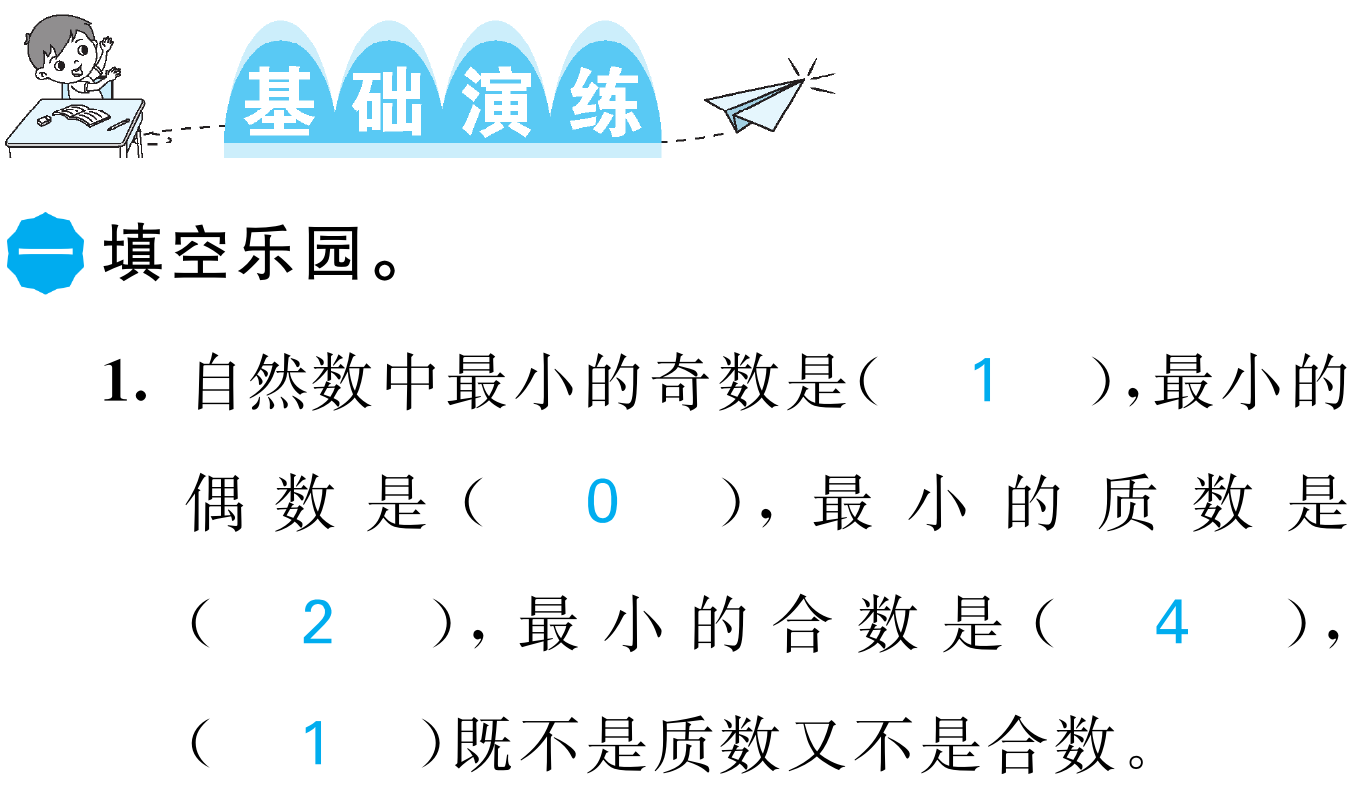 基础演练
一 填空乐园。
1. 自然数中最小的奇数是( 1 ),最小的
偶数是( 0 ),最小的质数是
( 2 ),最小的合数是( 4 ),
( 1 )既不是质数又不是合数。